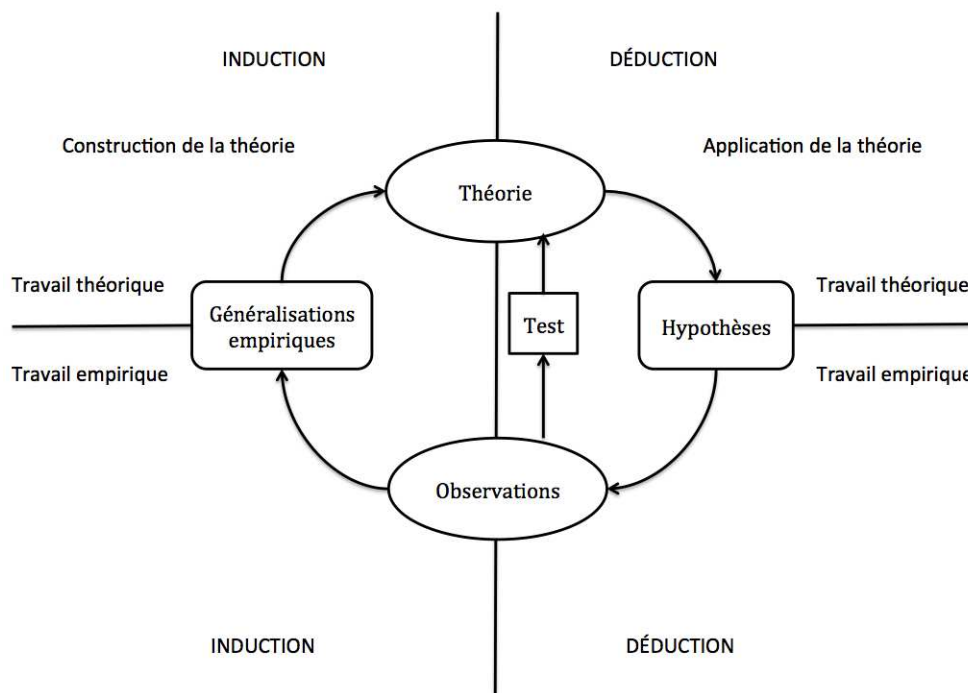 INDUCTION
DÉDUCTION
Construction de la théorie
Application de la théorie
Théorie
Travail théorique
Travail théorique
Généralisations
empiriques
Test
Hypothèses
Travail empirique
Travail empirique
Observations
INDUCTION
DÉDUCTION